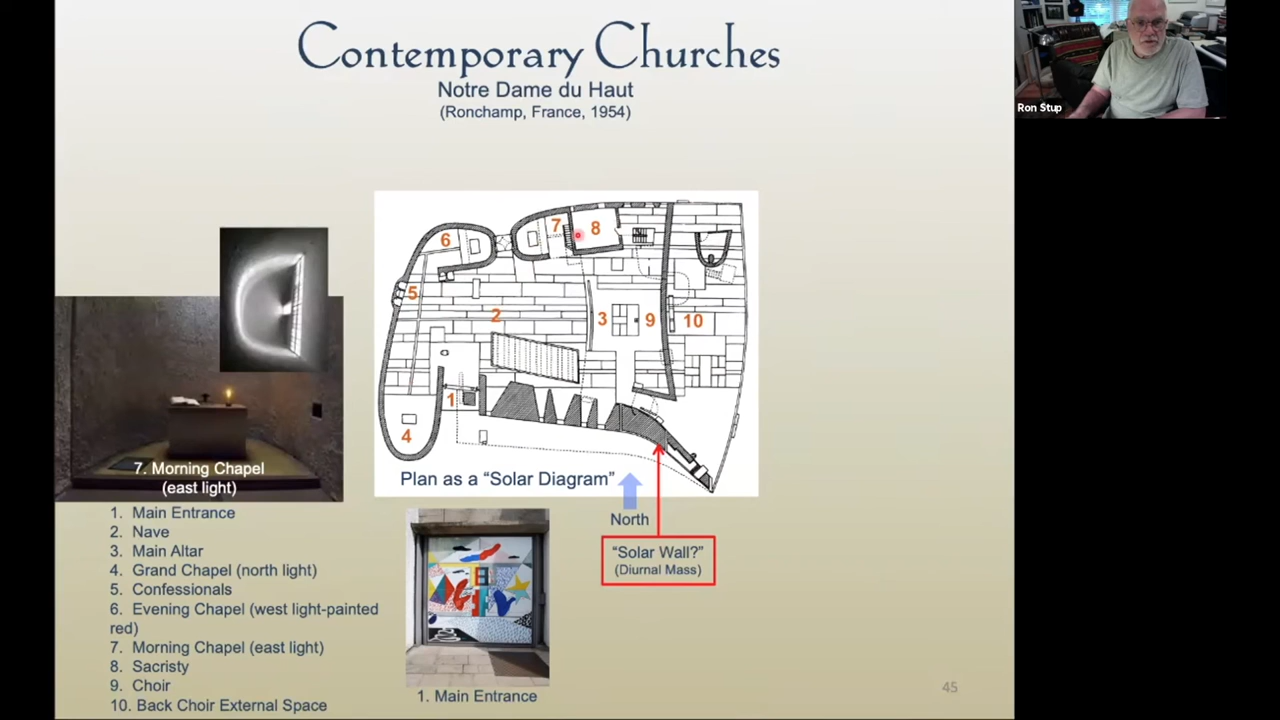 Contemporary Churches
Notre Dame du Haut
(Ronchamp, France, 1954)
Ron Stup
6
7
8
5
2
3
9
10
1
4
Plan as a “Solar Diagram”
North
“Solar Wall?”
(Diurnal Mass)
7. Morning Chapel
(east light)
1. Main Entrance
2. Nave
3. Main Altar
4. Grand Chapel (north light)
5. Confessionals
6. Evening Chapel (west light-painted
red)
7. Morning Chapel (east light)
8. Sacristy
9. Choir
10. Back Choir External Space
1. Main Entrance
45